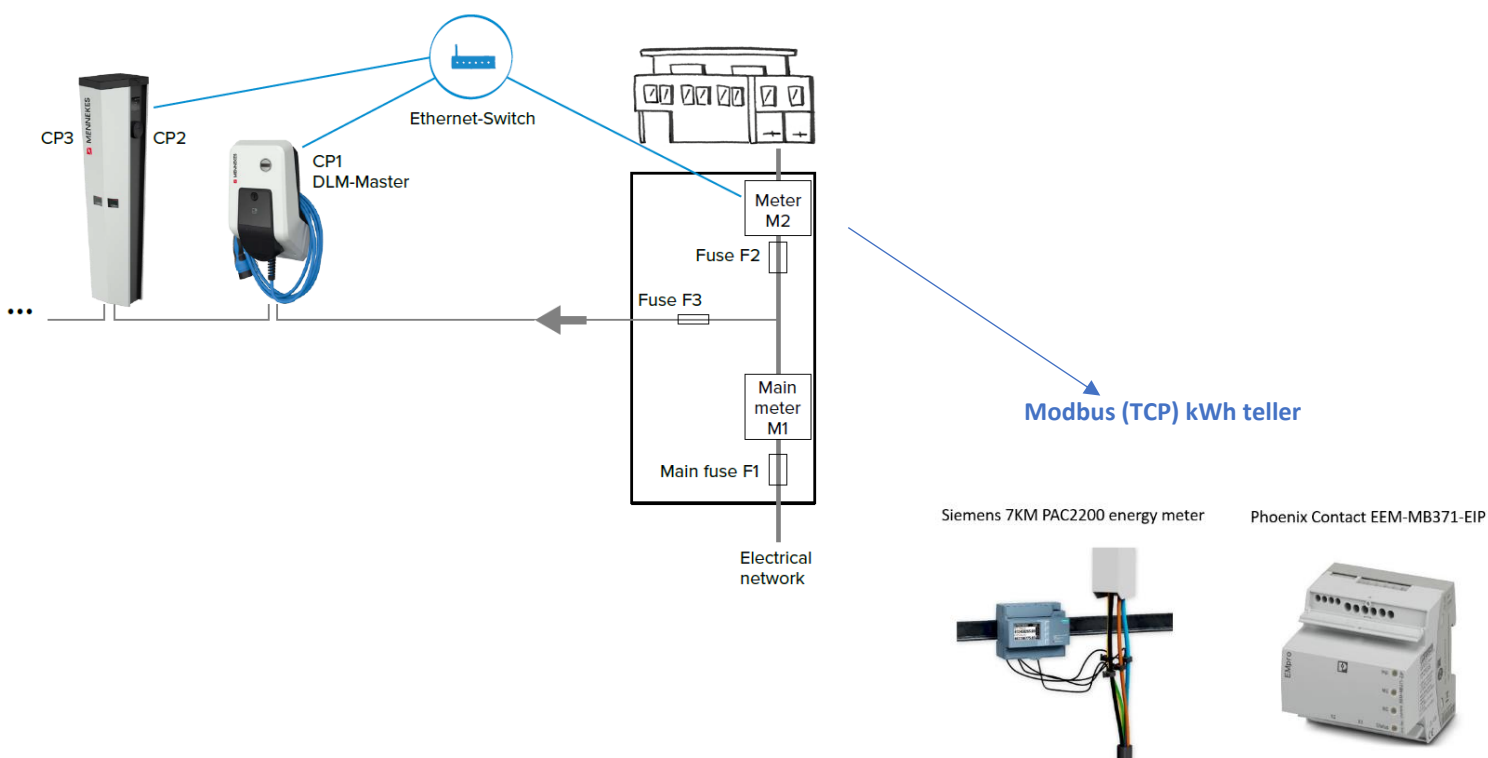 Ethernet-Switch
CP3
MENNEKES
CP2
CP1
DLM-Master
Meter
M2
Fuse F2
Fuse F3
•••
Main
meter
M1
Main fuse F1
Electrical
network
Modbus (TCP) kWh teller
Siemens 7KM PAC2200 energy meter
Phoenix Contact EEM-MB371-EIP
EMpro